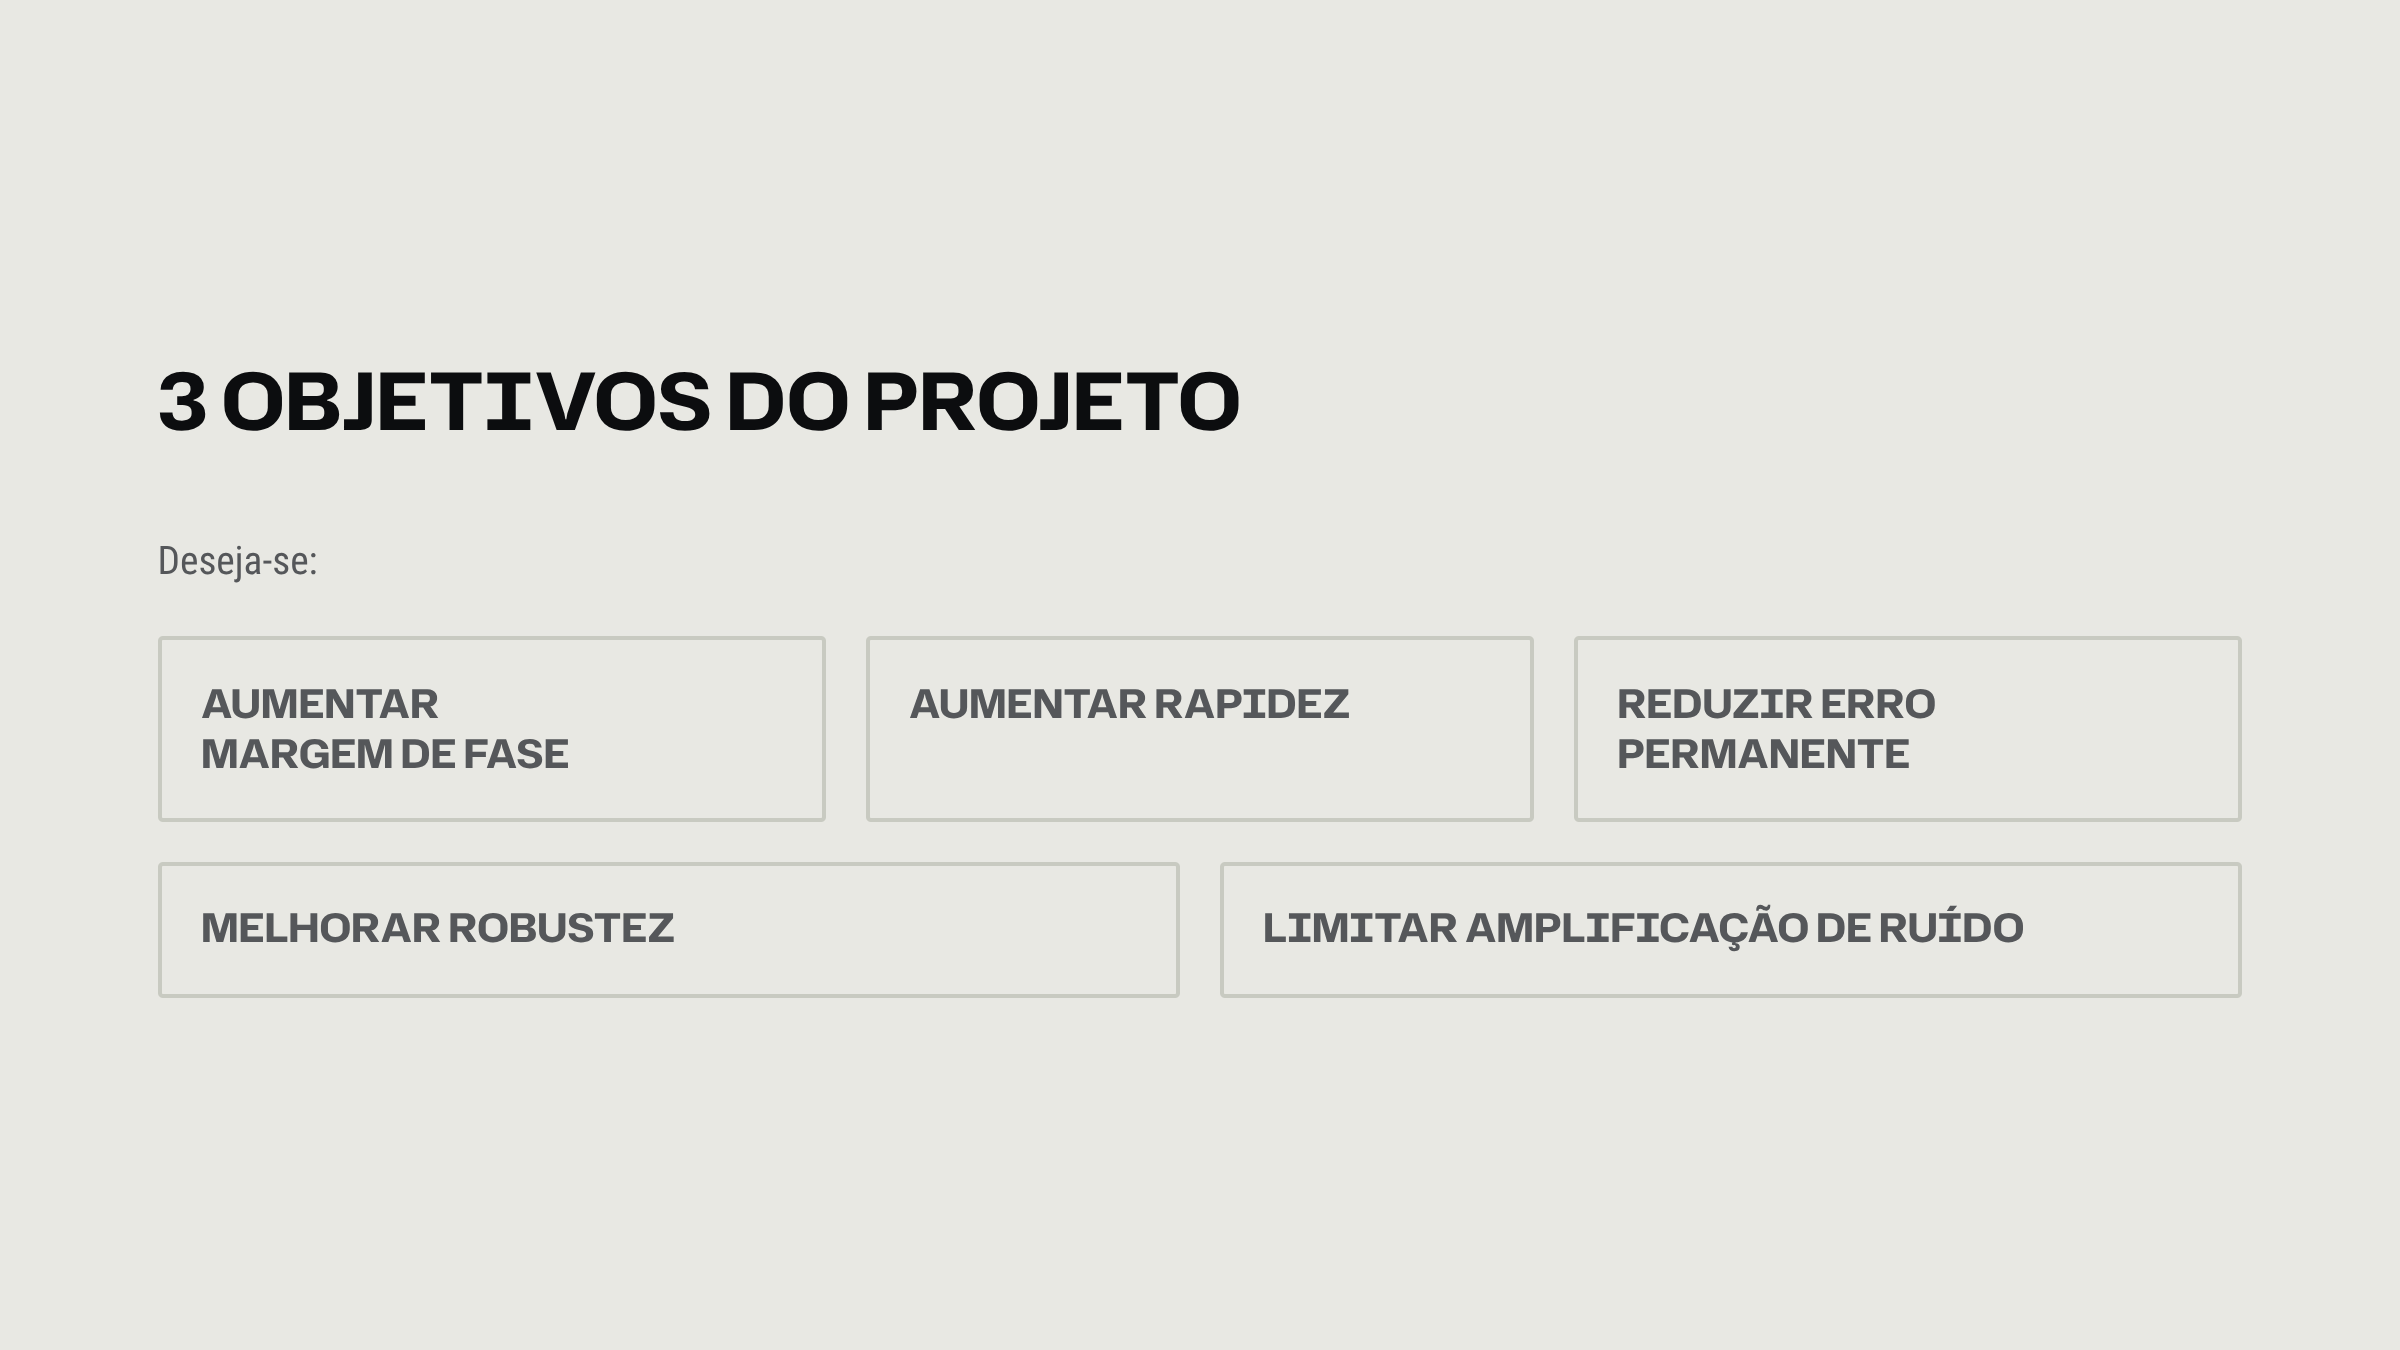 3 OBJETIVOS DO PROJETO
Deseja-se:
AUMENTAR
MARGEM DE FASE
AUMENTAR RAPIDEZ
REDUZIR ERRO
PERMANENTE
MELHORAR ROBUSTEZ
LIMITAR AMPLIFICAÇÃO DE RUÍDO